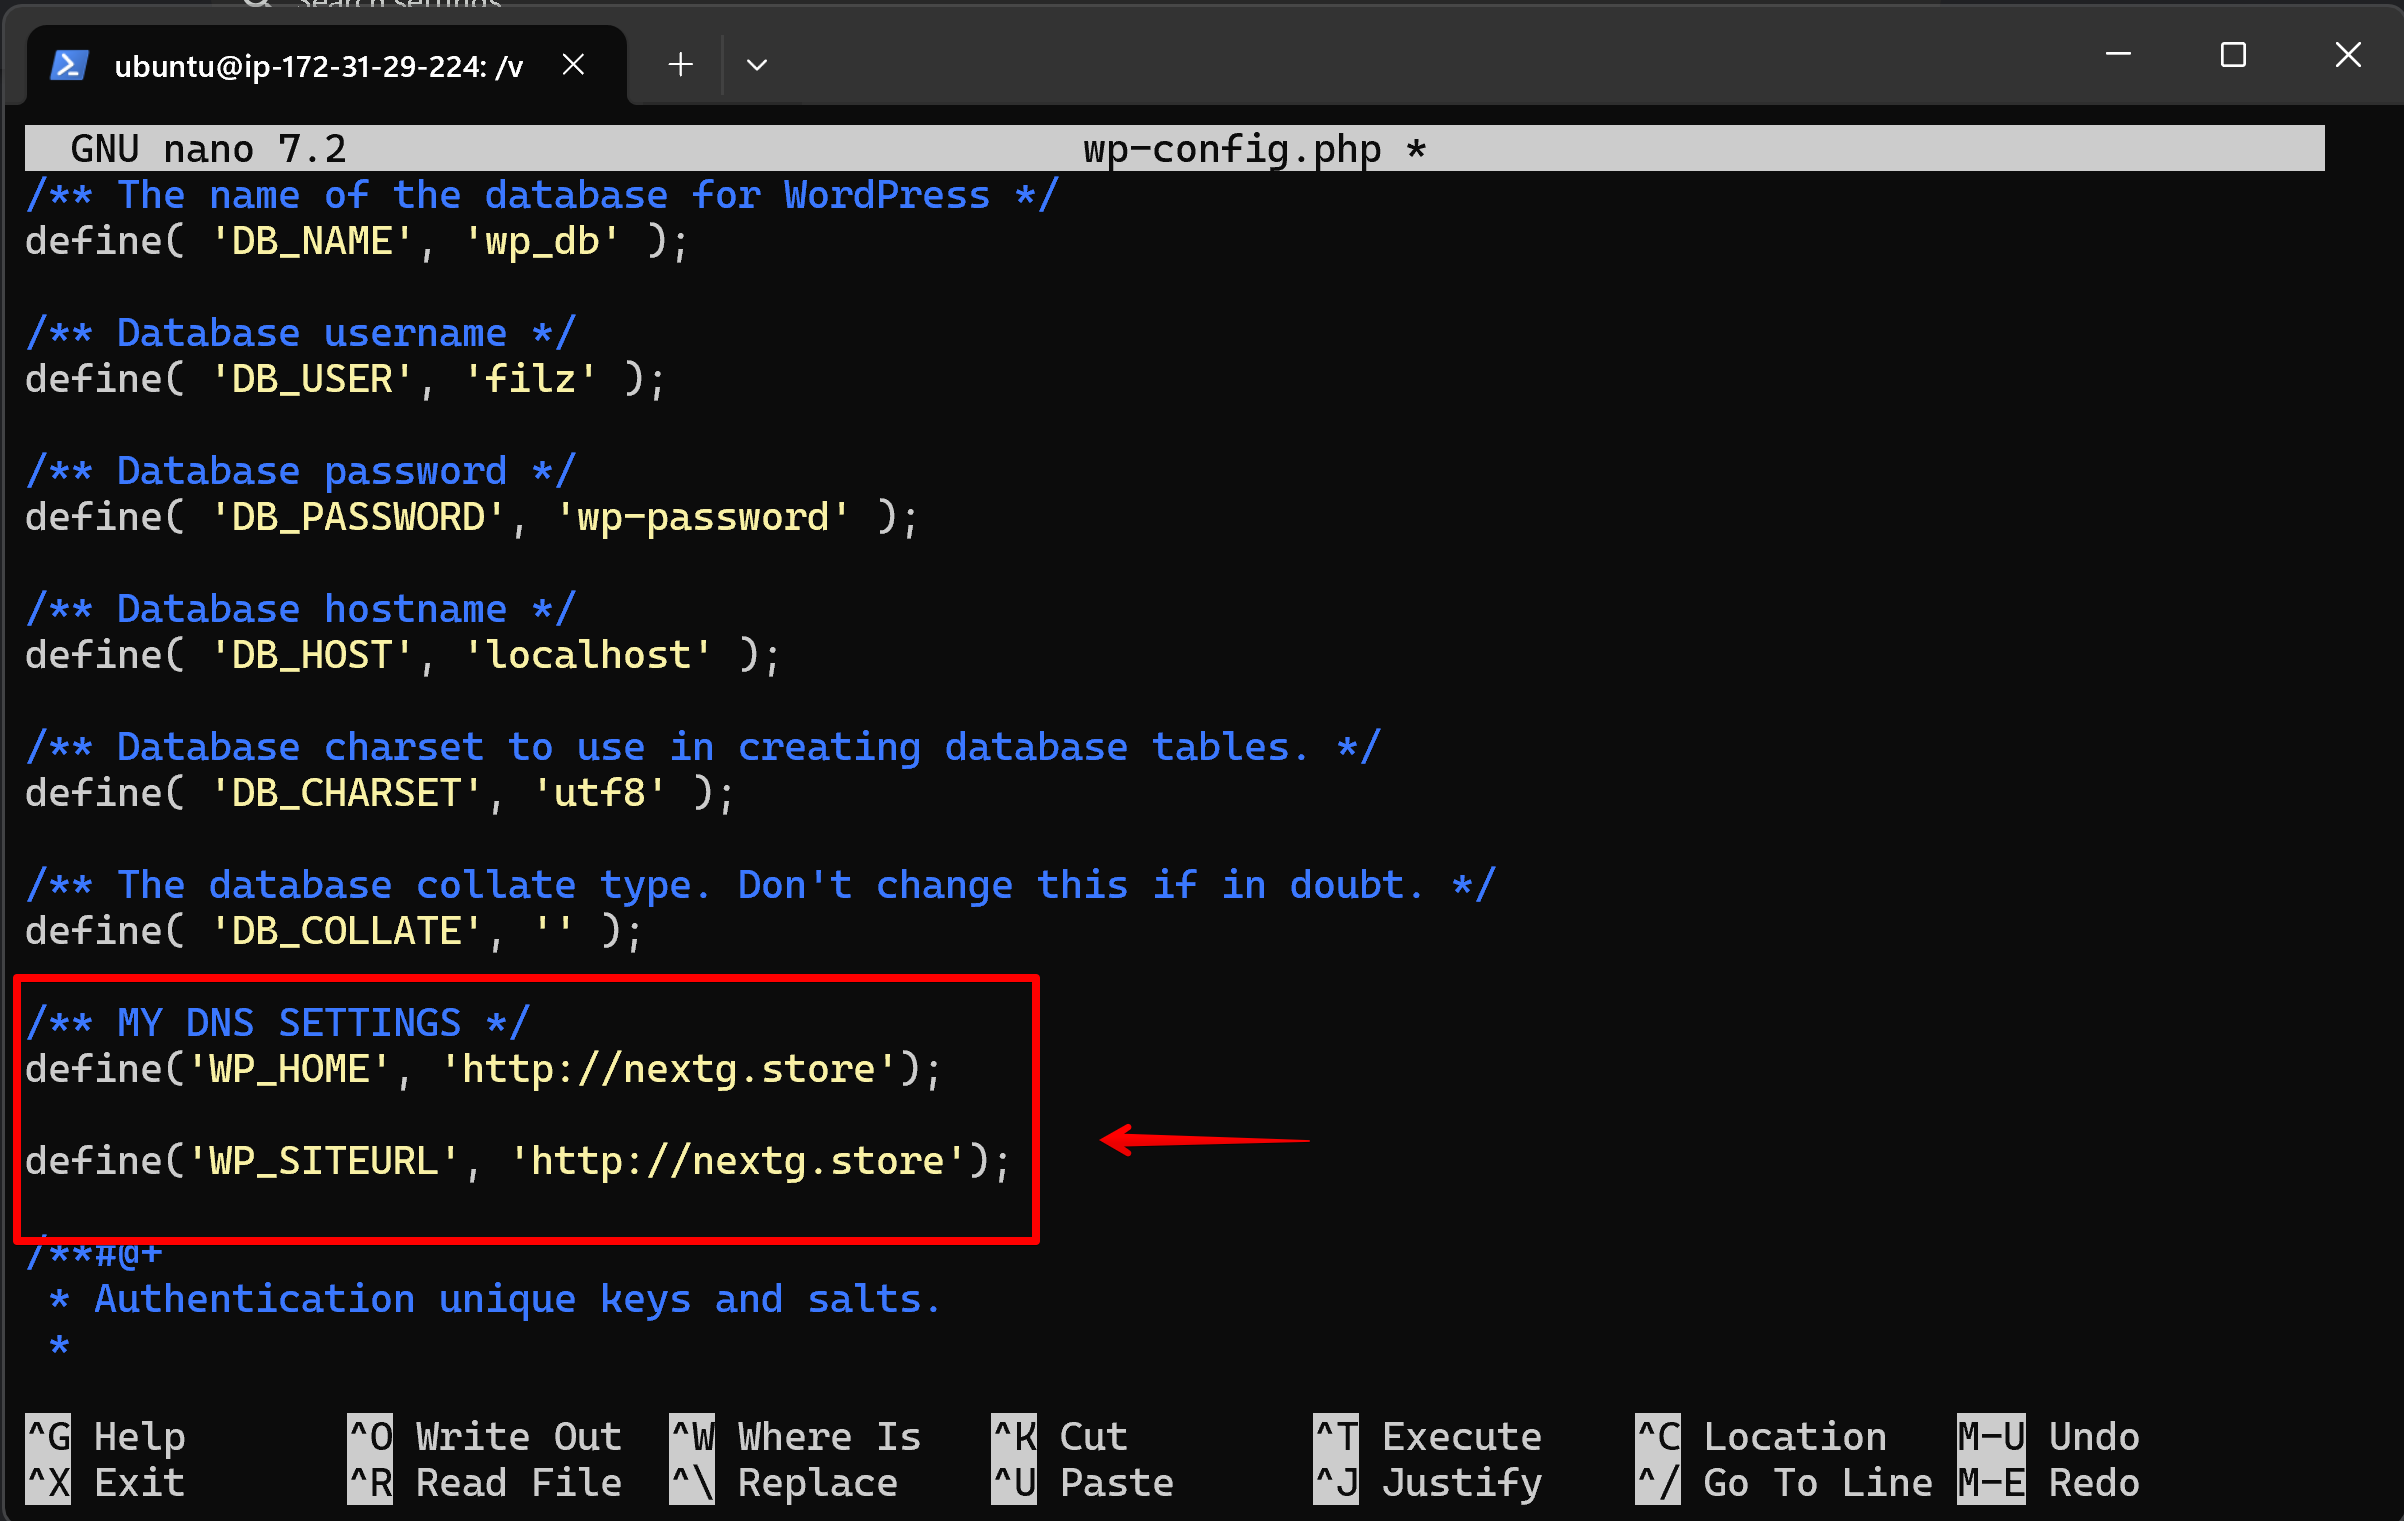 Search settings
ubuntu@ip-172-31-29-224: /v
GNU nano 7.2 wp-config.php *
/** The name of the database for WordPress */
define( 'DB_NAME', 'wp_db' );
/** Database username */
define( 'DB_USER', 'filz' );
/** Database password */
define( 'DB_PASSWORD', 'wp-password' );
/** Database hostname */
define( 'DB_HOST', 'localhost' );
/** Database charset to use in creating database tables. */
define( 'DB_CHARSET', 'utf8' );
/** The database collate type. Don't change this if in doubt. */
define( 'DB_COLLATE', '' );
/** MY DNS SETTINGS */
define('WP_HOME', 'http://nextg.store');
define('WP_SITEURL', 'http://nextg.store');
/**#@+
* Authentication unique keys and salts.
*
^G Help ^O Write Out ^W Where Is ^K Cut ^T Execute ^C Location M-U Undo
^X Exit ^R Read File ^\ Replace ^U Paste ^J Justify ^/ Go To Line M-E Redo